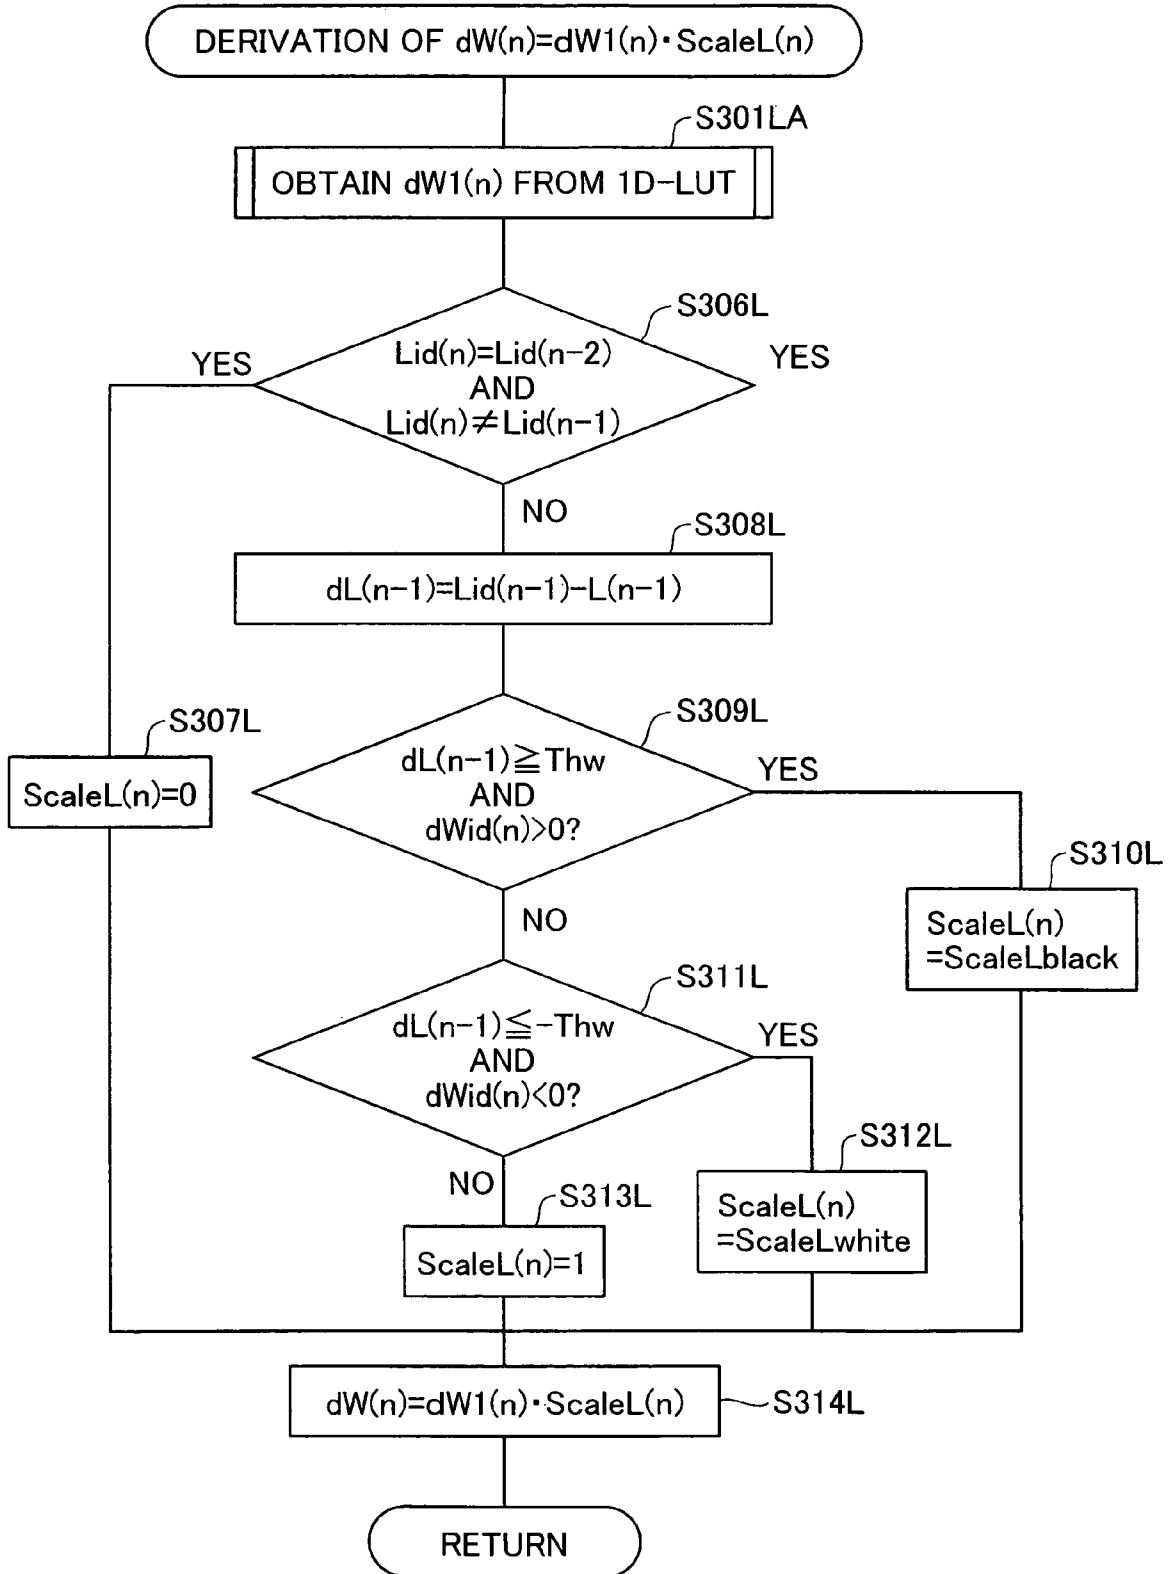 DERIVATION OF dW(n)=dW1(n)・ScaleL(n)
S301LA
OBTAIN dW1(n) FROM 1D-LUT
S306L
YES
Lid(n)=Lid(n-2)
AND
Lid(n)≠Lid(n-1)
YES
NO
S308L
dL(n-1)=Lid(n-1)-L(n-1)
S307L
ScaleL(n)=0
S309L
dL(n-1)≧Thw
AND
dWid(n)>0?
YES
S310L
ScaleL(n)
=ScaleLblack
NO
S311L
dL(n-1)≦-Thw
AND
dWid(n)<0?
YES
S312L
ScaleL(n)
=ScaleLwhite
NO
S313L
ScaleL(n)=1
dW(n)=dW1(n)・ScaleL(n)
S314L
RETURN